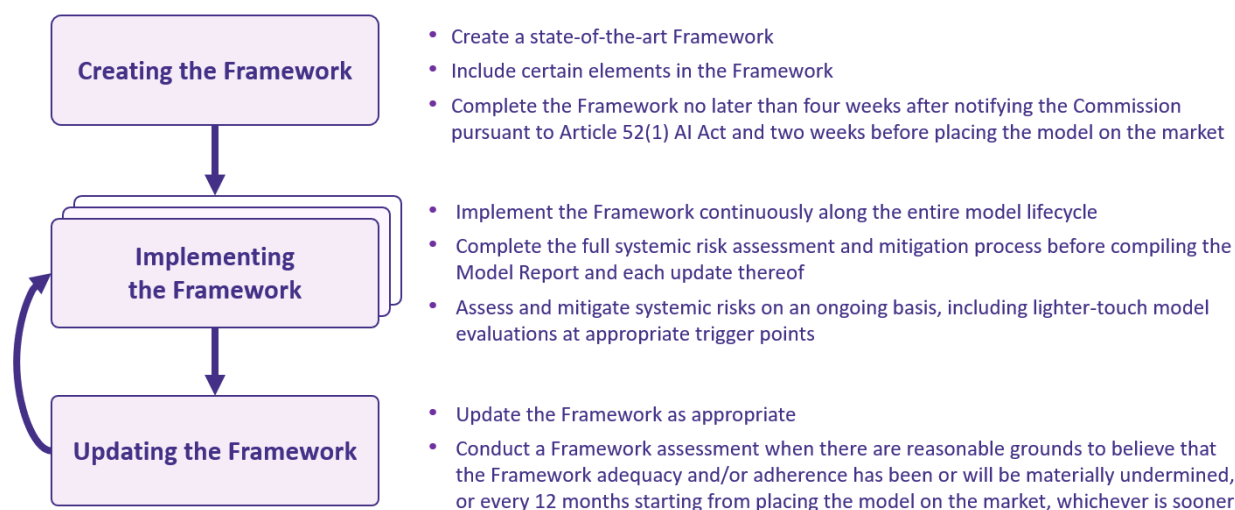 Creating the Framework
• Create a state-of-the-art Framework
• Include certain elements in the Framework
• Complete the Framework no later than four weeks after notifying the Commission
pursuant to Article 52(1) AI Act and two weeks before placing the model on the market
Implementing
the Framework
• Implement the Framework continuously along the entire model lifecycle
• Complete the full systemic risk assessment and mitigation process before compiling the
Model Report and each update thereof
• Assess and mitigate systemic risks on an ongoing basis, including lighter-touch model
evaluations at appropriate trigger points
Updating the Framework
• Update the Framework as appropriate
• Conduct a Framework assessment when there are reasonable grounds to believe that
the Framework adequacy and/or adherence has been or will be materially undermined,
or every 12 months starting from placing the model on the market, whichever is sooner